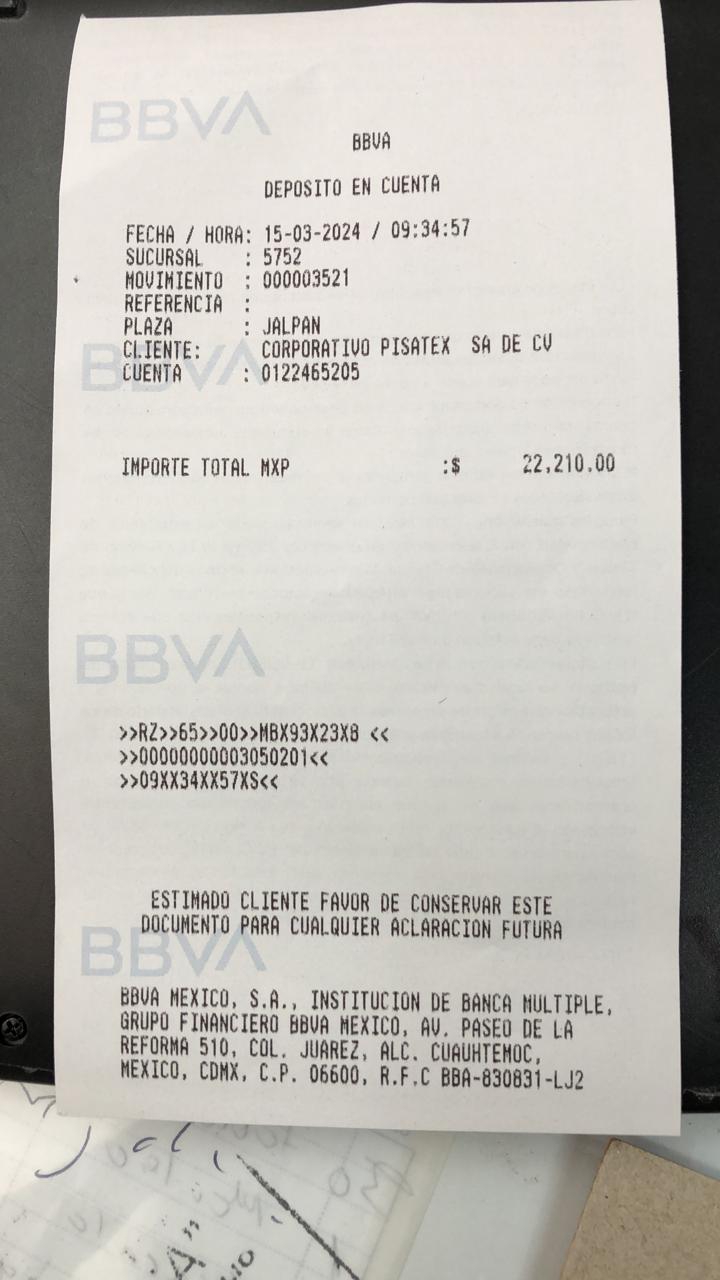 BBVA
BBVA
DEPOSITO EN CUENTA
FECHA / HORA: 15-03-2024 / 09:34:57
SUCURSAL : 5752
MOVIMIENTO : 000003521
REFERENCIA :
PLAZA : JALPAN
CLIENTE: CORPORATIVO PISATEX SA DE CV
BBVA
CUENTA : 0122465205
IMPORTE TOTAL MXP :$ 22,210.00
BBVA
>>RZ>>65>>00>>MBX93X23X8 <<
>>00000000003050201<<
>>09XX34XX57XS<<
ESTIMADO CLIENTE FAVOR DE CONSERVAR ESTE
DOCUMENTO PARA CUALQUIER ACLARACION FUTURA
BBVA
BBVA MEXICO, S.A., INSTITUCION DE BANCA MULTIPLE,
GRUPO FINANCIERO BBVA MEXICO, AV. PASEO DE LA
REFORMA 510, COL. JUAREZ, ALC. CUAUHTEMOC,
MEXICO, CDMX, C.P. 06600, R.F.C BBA-830831-LJ2